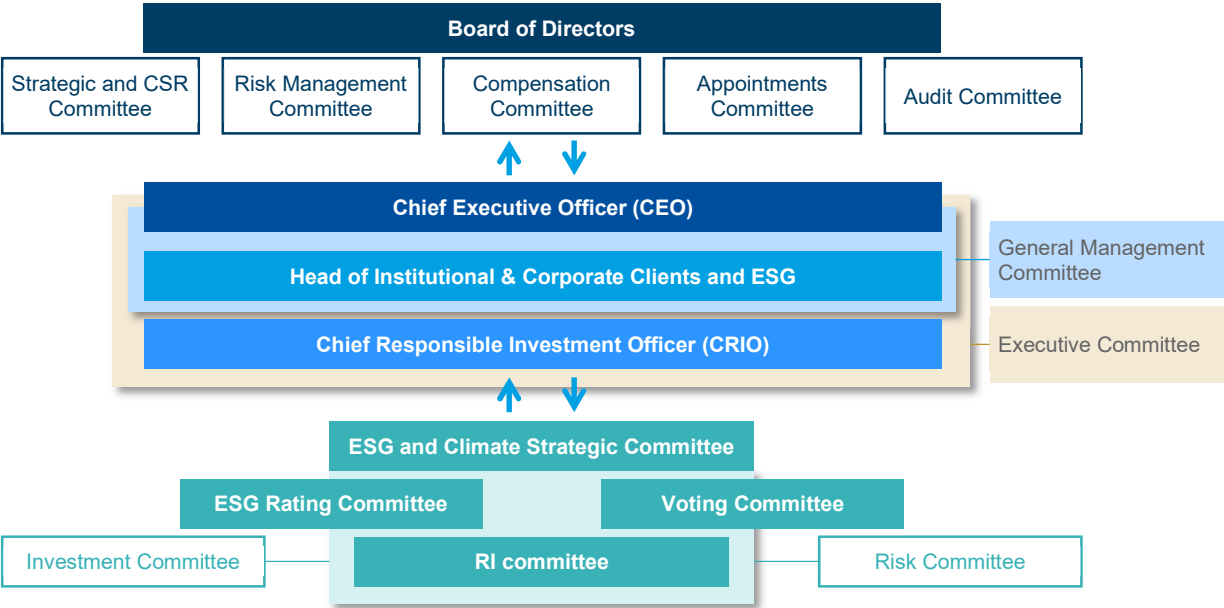 Board of Directors
Strategic and CSR
Committee
Risk Management
Committee
Compensation
Committee
Appointments
Committee
Audit Committee
Chief Executive Officer (CEO)
Head of Institutional & Corporate Clients and ESG
General Management
Committee
Chief Responsible Investment Officer (CRIO)
Executive Committee
ESG and Climate Strategic Committee
ESG Rating Committee
Voting Committee
Investment Committee
RI committee
Risk Committee